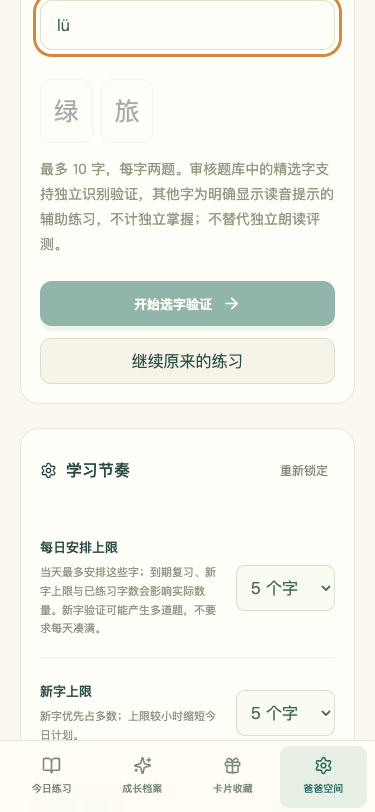 lü
绿 旅
最多 10 字，每字两题。审核题库中的精选字支
持独立识别验证，其他字为明确显示读音提示的
辅助练习，不计独立掌握；不替代独立朗读评
测。
开始选字验证
继续原来的练习
学习节奏 重新锁定
每日安排上限
当天最多安排这些字；到期复习、新
字上限与已练习字数会影响实际数
量。新字验证可能产生多道题，不要
求每天凑满。
5 个字
新字上限
新字优先占多数；上限较小时缩短今
日计划。
5 个字
今日练习 成长档案 卡片收藏 爸爸空间